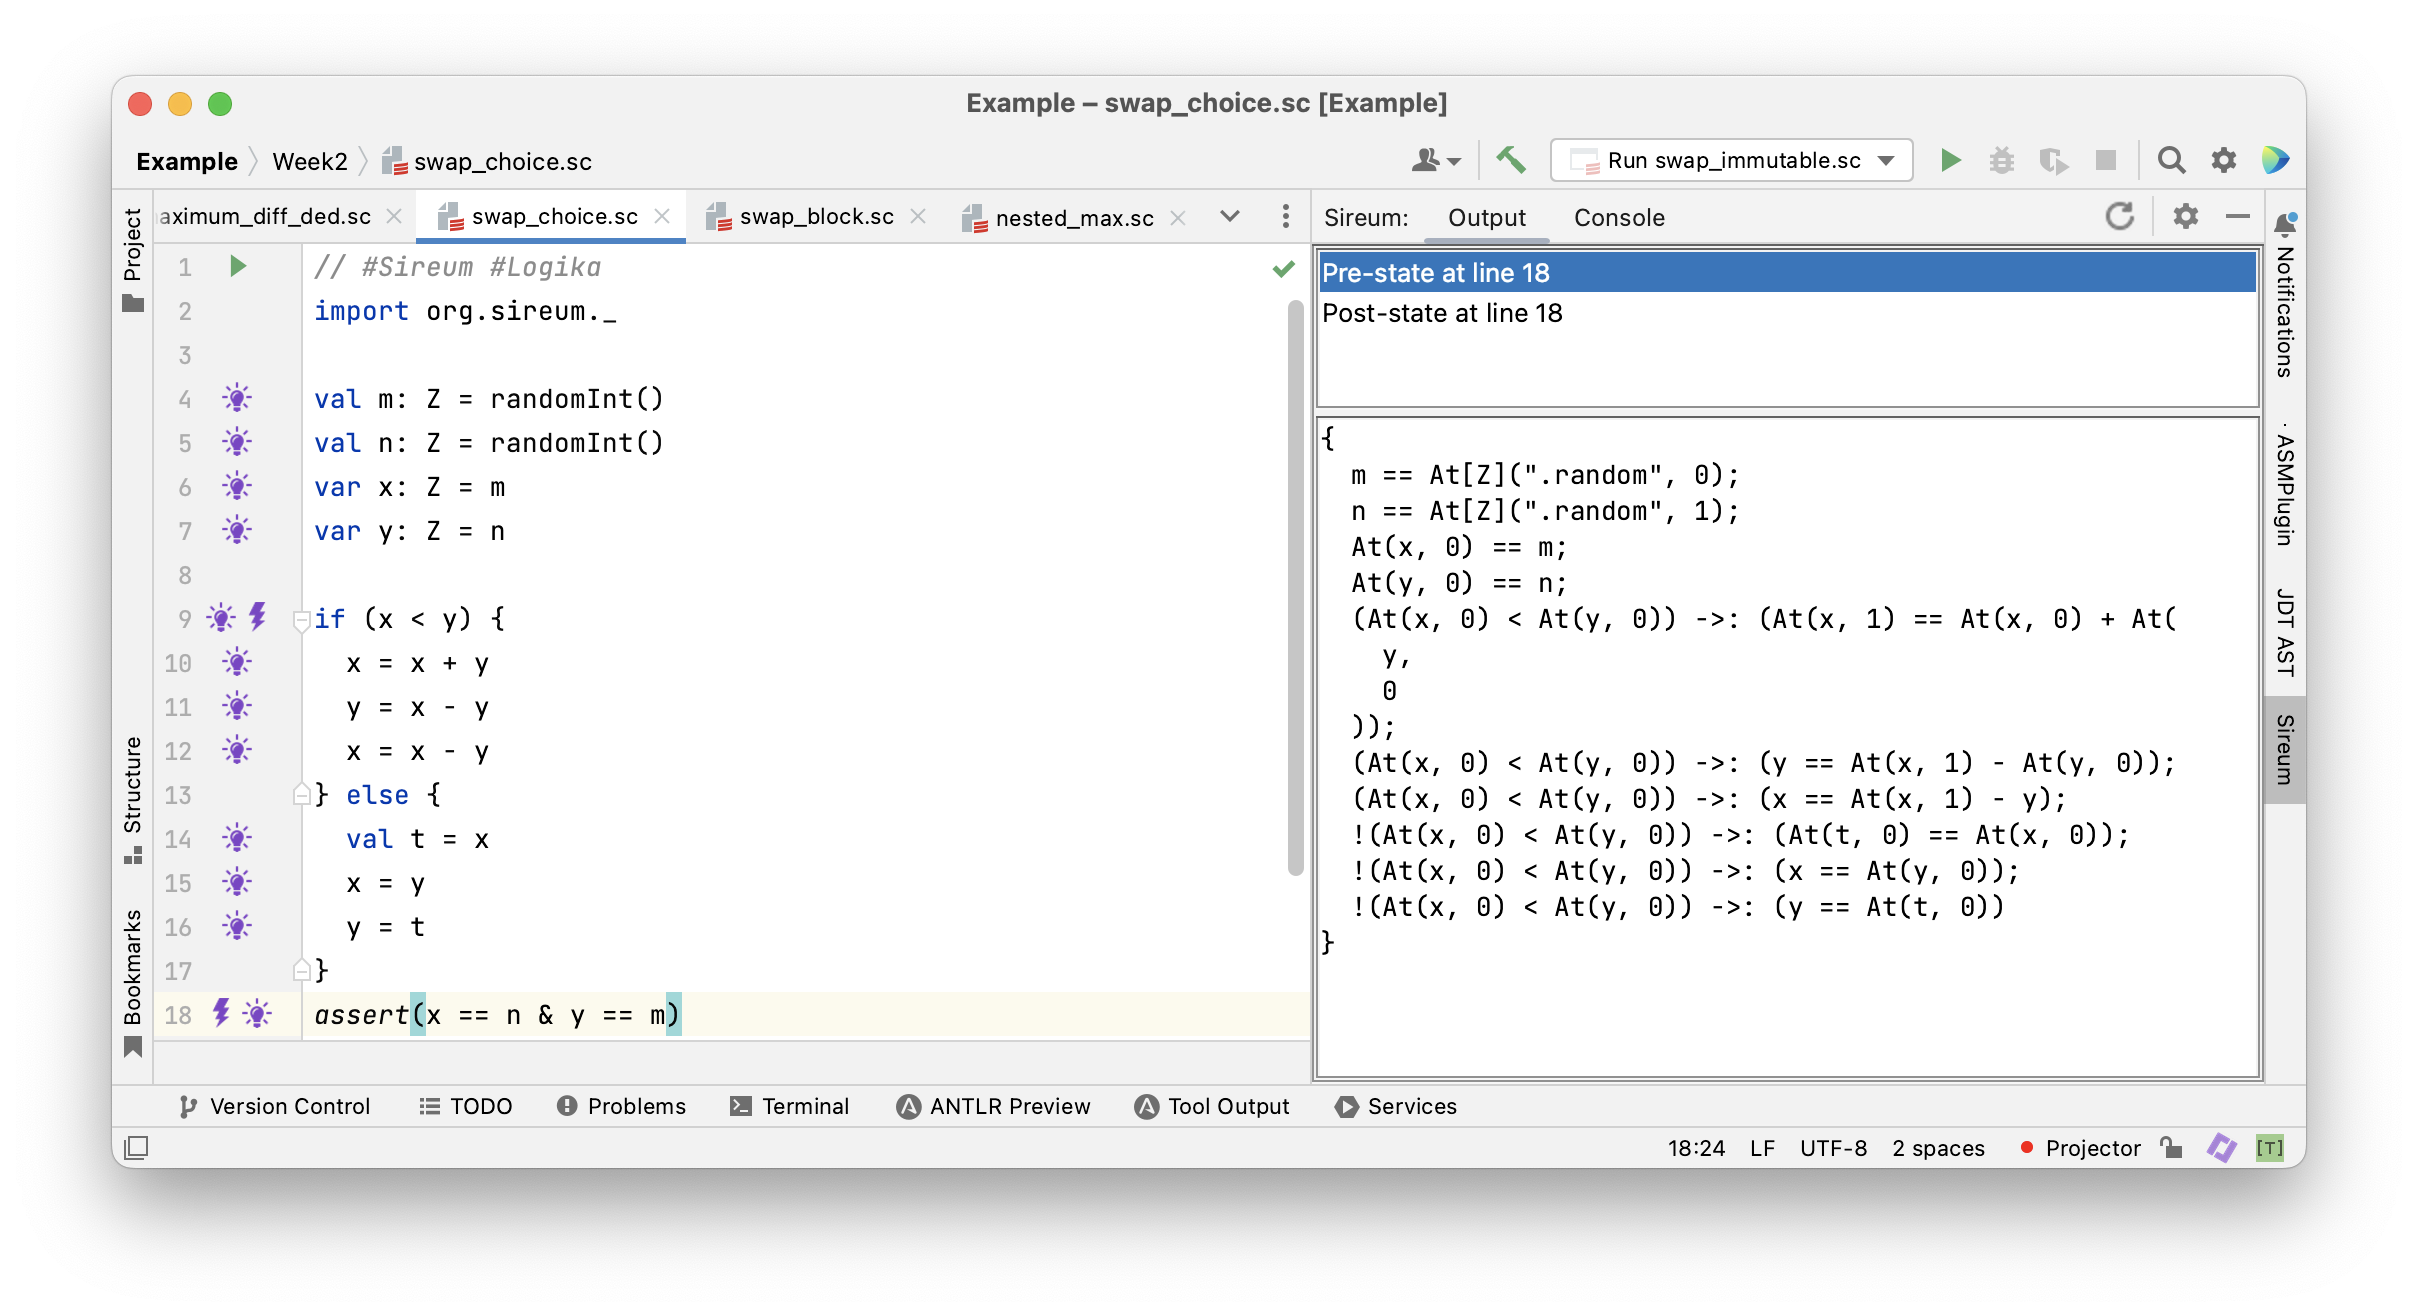 Example – swap_choice.sc [Example]
Example Week2 swap_choice.sc
Run swap_immutable.sc
Project
Structure
Bookmarks
aximum_diff_ded.sc swap_choice.sc swap_block.sc nested_max.sc
1 // #Sireum #Logika
2 import org.sireum._
3
4 val m: Z = randomInt()
5 val n: Z = randomInt()
6 var x: Z = m
7 var y: Z = n
8
9 if (x < y) {
10 x = x + y
11 y = x - y
12 x = x - y
13 } else {
14 val t = x
15 x = y
16 y = t
17 }
18 assert(x == n & y == m)
Sireum: Output Console
Pre-state at line 18
Post-state at line 18
{
m == At[Z](".random", 0);
n == At[Z](".random", 1);
At(x, 0) == m;
At(y, 0) == n;
(At(x, 0) < At(y, 0)) ->: (At(x, 1) == At(x, 0) + At(
y,
0
));
(At(x, 0) < At(y, 0)) ->: (y == At(x, 1) - At(y, 0));
(At(x, 0) < At(y, 0)) ->: (x == At(x, 1) - y);
!(At(x, 0) < At(y, 0)) ->: (At(t, 0) == At(x, 0));
!(At(x, 0) < At(y, 0)) ->: (x == At(y, 0));
!(At(x, 0) < At(y, 0)) ->: (y == At(t, 0))
}
Notifications
ASMPlugin
JDT AST
Sireum
Version Control TODO Problems Terminal ANTLR Preview Tool Output Services
18:24 LF UTF-8 2 spaces Projector [T]